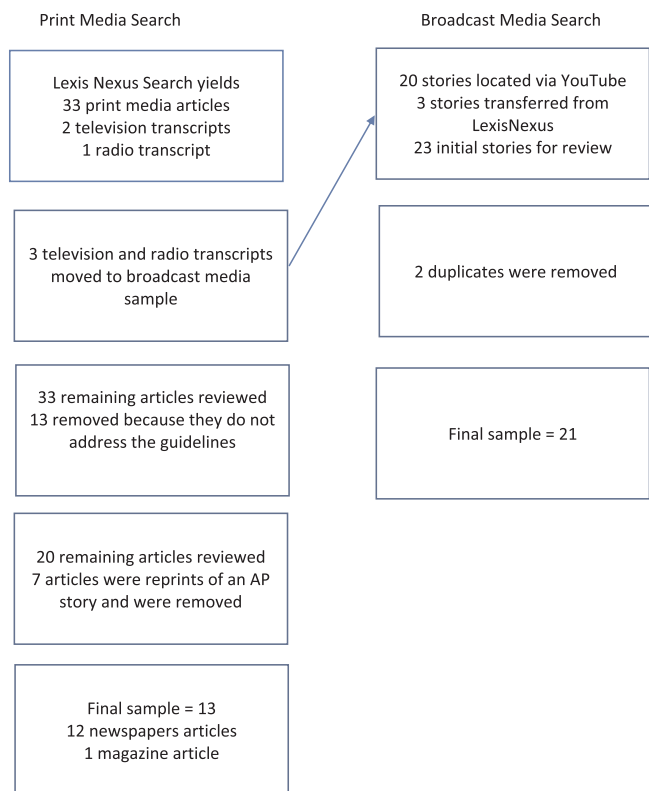 Print Media Search
Lexis Nexus Search yields
33 print media articles
2 television transcripts
1 radio transcript
3 television and radio transcripts
moved to broadcast media
sample
33 remaining articles reviewed
13 removed because they do not
address the guidelines
20 remaining articles reviewed
7 articles were reprints of an AP
story and were removed
Final sample = 13
12 newspapers articles
1 magazine article
Broadcast Media Search
20 stories located via YouTube
3 stories transferred from
LexisNexus
23 initial stories for review
2 duplicates were removed
Final sample = 21